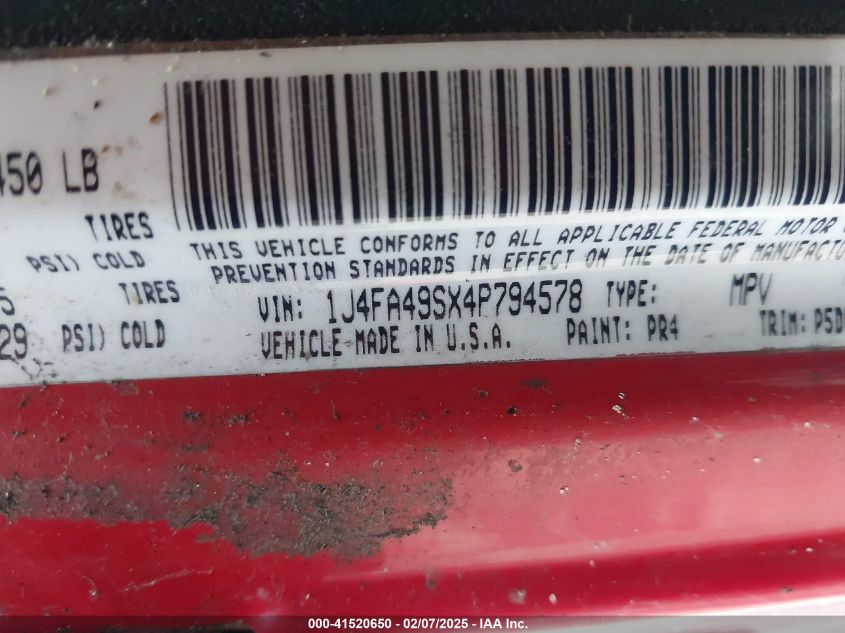 450 LB
TIRES
THIS VEHICLE CONFORMS TO ALL APPLICABLE FEDERAL MOTOR
PSI) COLD
PREVENTION STANDARDS IN EFFECT ON THE DATE OF MANUFACTU
5 TIRES VIN: 1J4FA49SX4P794578 TYPE: MPV
29 PSI) COLD VEHICLE MADE IN U.S.A. PAINT: PR4 TRIM: P5D
000-41520650 - 02/07/2025 - IAA Inc.